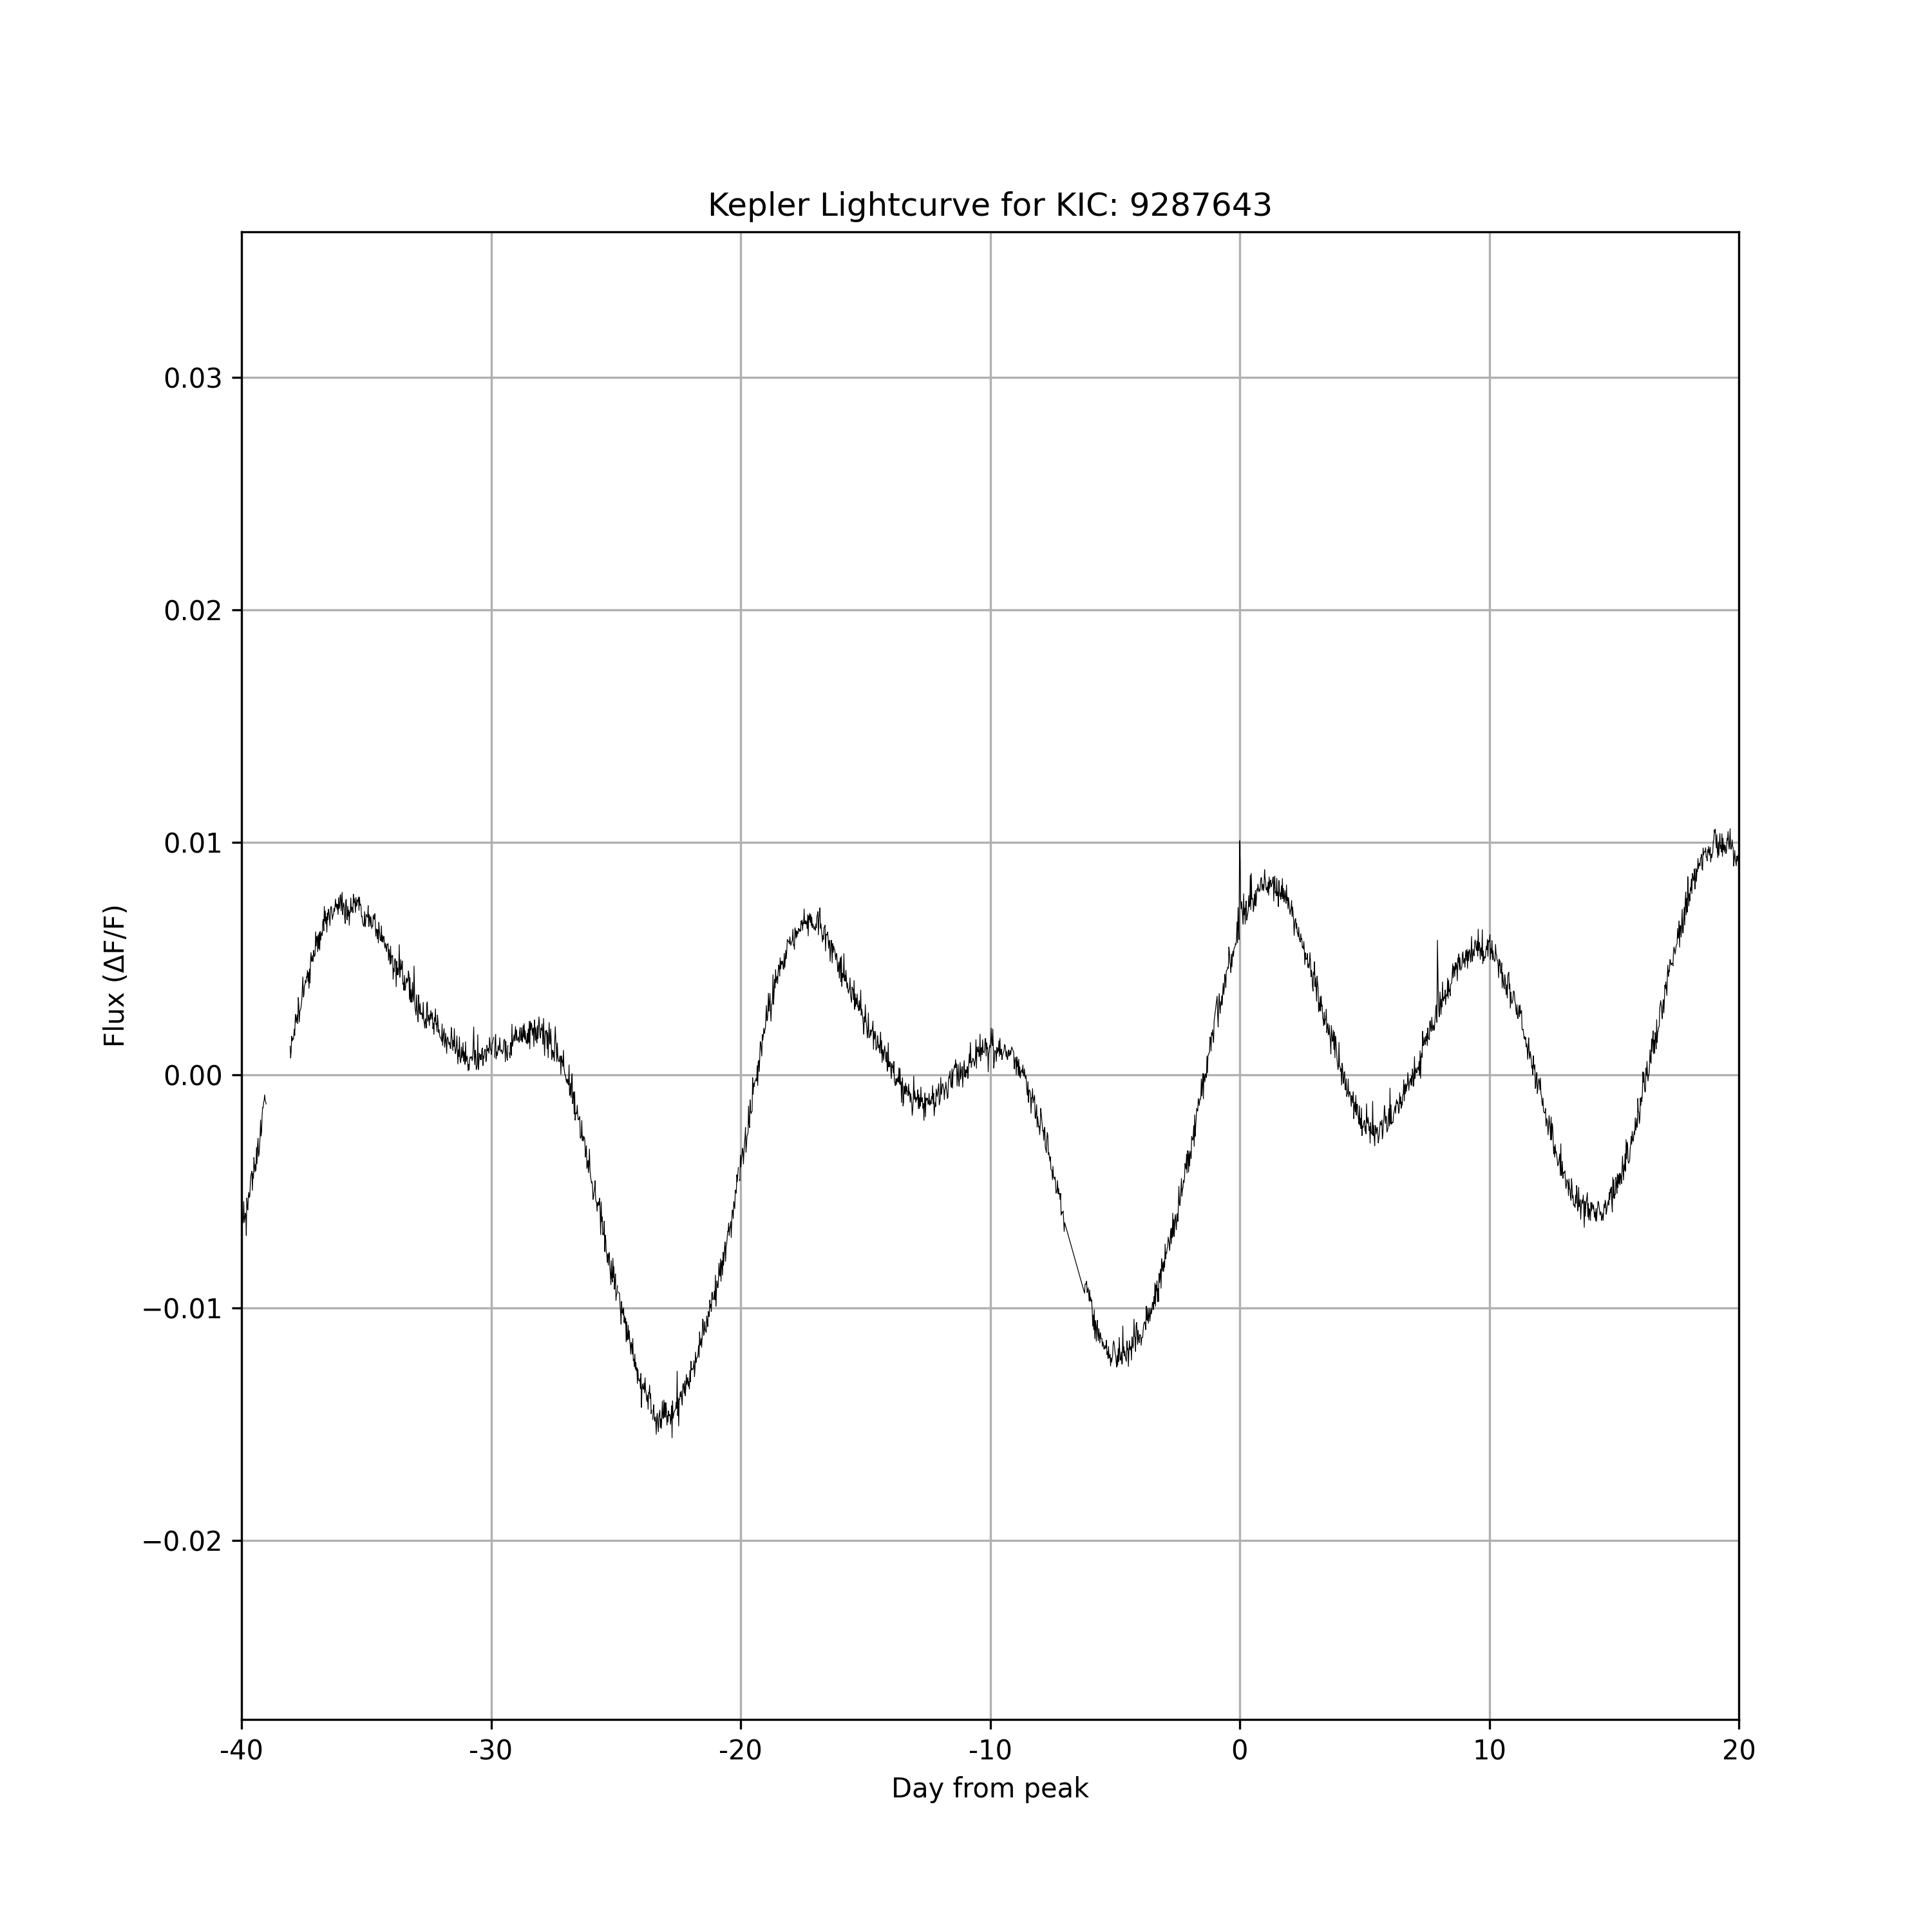 Kepler Lightcurve for KIC: 9287643
Flux (ΔF/F)
0.03
0.02
0.01
0.00
−0.01
−0.02
-40 -30 -20 -10 0 10 20
Day from peak